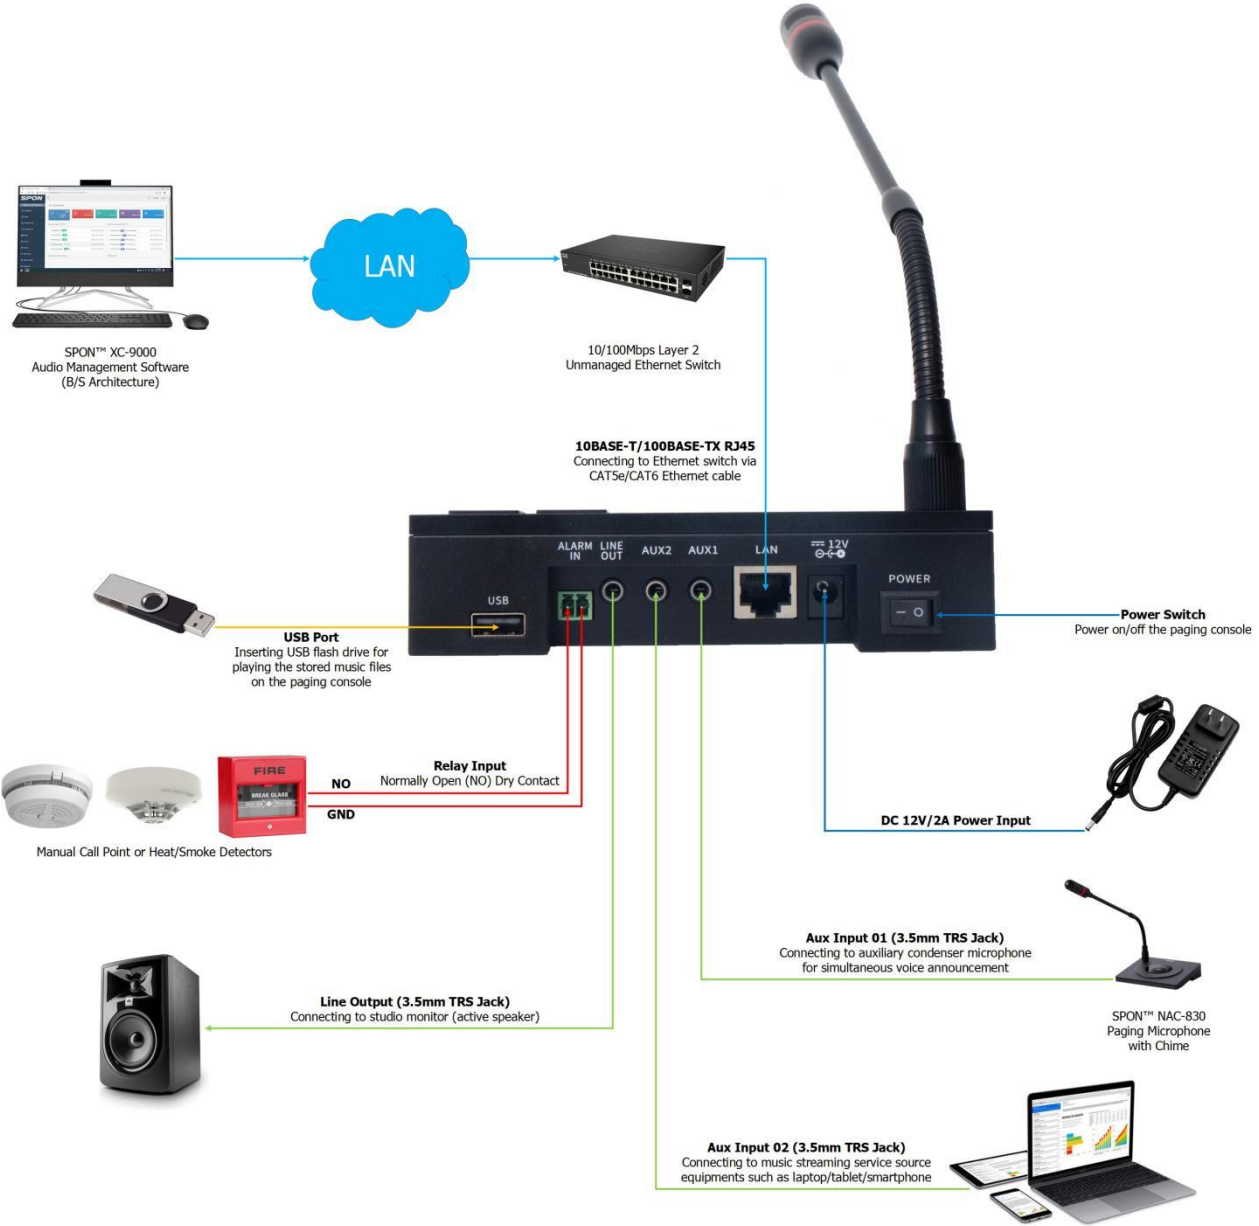 SPON
LAN
SPON™ XC-9000
Audio Management Software
(B/S Architecture)
10/100Mbps Layer 2
Unmanaged Ethernet Switch
10BASE-T/100BASE-TX RJ45
Connecting to Ethernet switch via
CAT5e/CAT6 Ethernet cable
ALARM IN
LINE OUT
AUX2
AUX1
LAN
12V
POWER
USB
USB Port
Inserting USB flash drive for
playing the stored music files
on the paging console
Power Switch
Power on/off the paging console
Relay Input
Normally Open (NO) Dry Contact
NO
GND
FIRE
BREAK GLASS
Manual Call Point or Heat/Smoke Detectors
DC 12V/2A Power Input
Aux Input 01 (3.5mm TRS Jack)
Connecting to auxiliary condenser microphone
for simultaneous voice announcement
SPON™ NAC-830
Paging Microphone
with Chime
Line Output (3.5mm TRS Jack)
Connecting to studio monitor (active speaker)
Aux Input 02 (3.5mm TRS Jack)
Connecting to music streaming service source
equipments such as laptop/tablet/smartphone